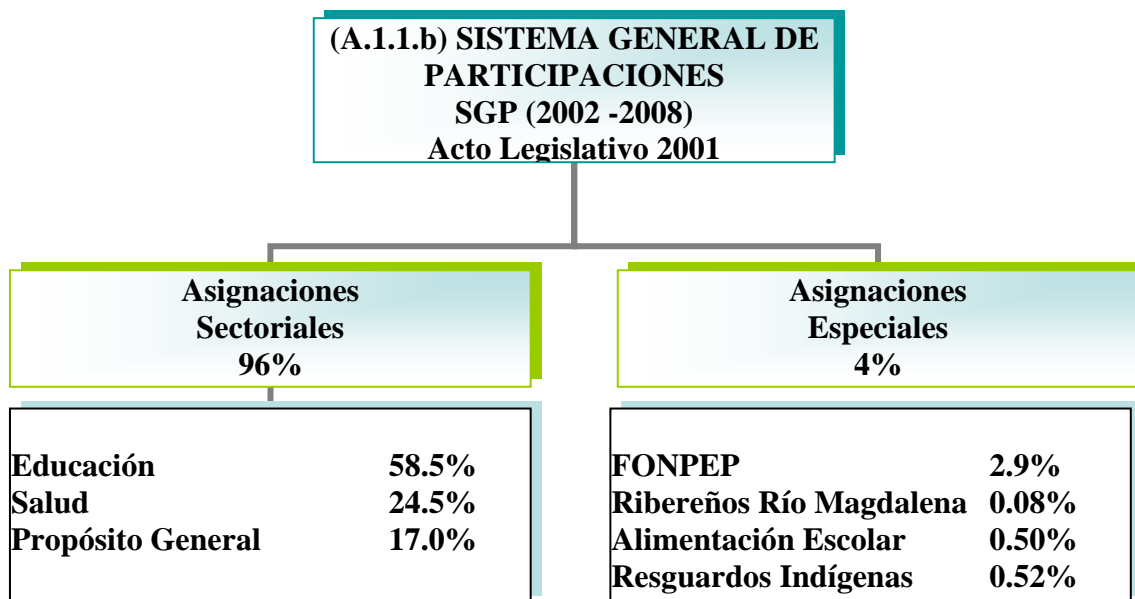 (A.1.1.b) SISTEMA GENERAL DE
PARTICIPACIONES
SGP (2002 -2008)
Acto Legislativo 2001
Asignaciones
Sectoriales
96%
Asignaciones
Especiales
4%
Educación 58.5%
Salud 24.5%
Propósito General 17.0%
FONPEP 2.9%
Ribereños Río Magdalena 0.08%
Alimentación Escolar 0.50%
Resguardos Indígenas 0.52%